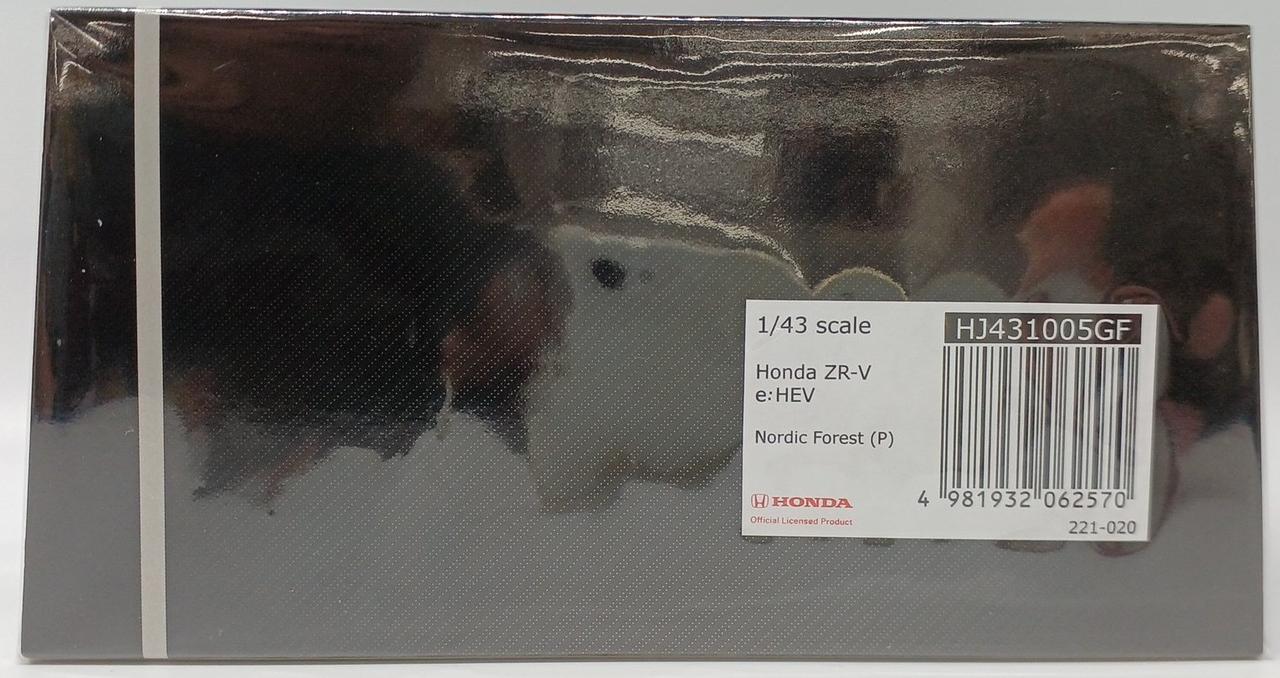 1/43 scale
HJ431005GF
Honda ZR-V
e:HEV
Nordic Forest (P)
HONDA
Official Licensed Product
4 981932 062570
221-020